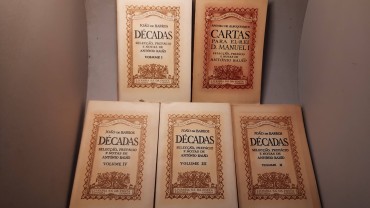 JOÃO DE BARROS
DÉCADAS
SELECÇÃO, PREFÁCIO
E NOTAS DE
ANTÓNIO BAIÃO
VOLUME I
CARTAS
PARA EL-REI
D. MANUEL I
SELECÇÃO, PREFÁCIO
E NOTAS DE
ANTÓNIO BAIÃO
JOÃO DE BARROS
DÉCADAS
SELECÇÃO, PREFÁCIO
E NOTAS DE
ANTÓNIO BAIÃO
VOLUME IV
JOÃO DE BARROS
DÉCADAS
SELECÇÃO, PREFÁCIO
E NOTAS DE
ANTÓNIO BAIÃO
VOLUME III
JOÃO DE BARROS
DÉCADAS
SELECÇÃO, PREFÁCIO
E NOTAS DE
ANTÓNIO BAIÃO
VOLUME II